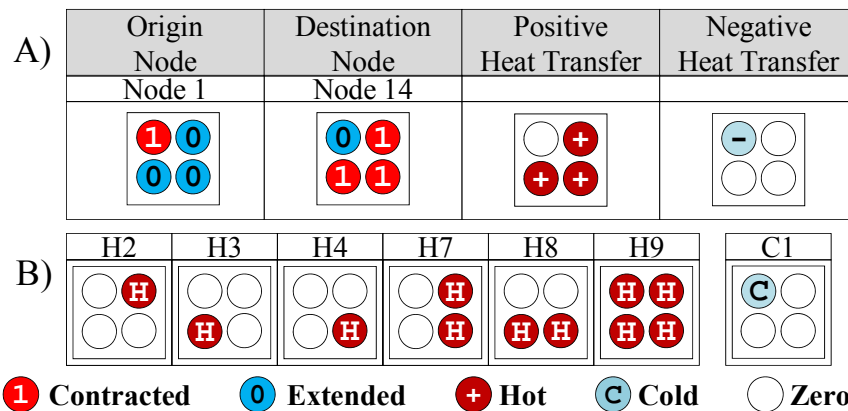 A)
Origin Node
Destination Node
Positive Heat Transfer
Negative Heat Transfer
Node 1
Node 14
1 0
0 1
+
-
0 0
1 1
+ +
B)
H2
H3
H4
H7
H8
H9
C1
H
H
H H
C
H
H
H
H H
H H
1 Contracted
0 Extended
+ Hot
C Cold
Zero